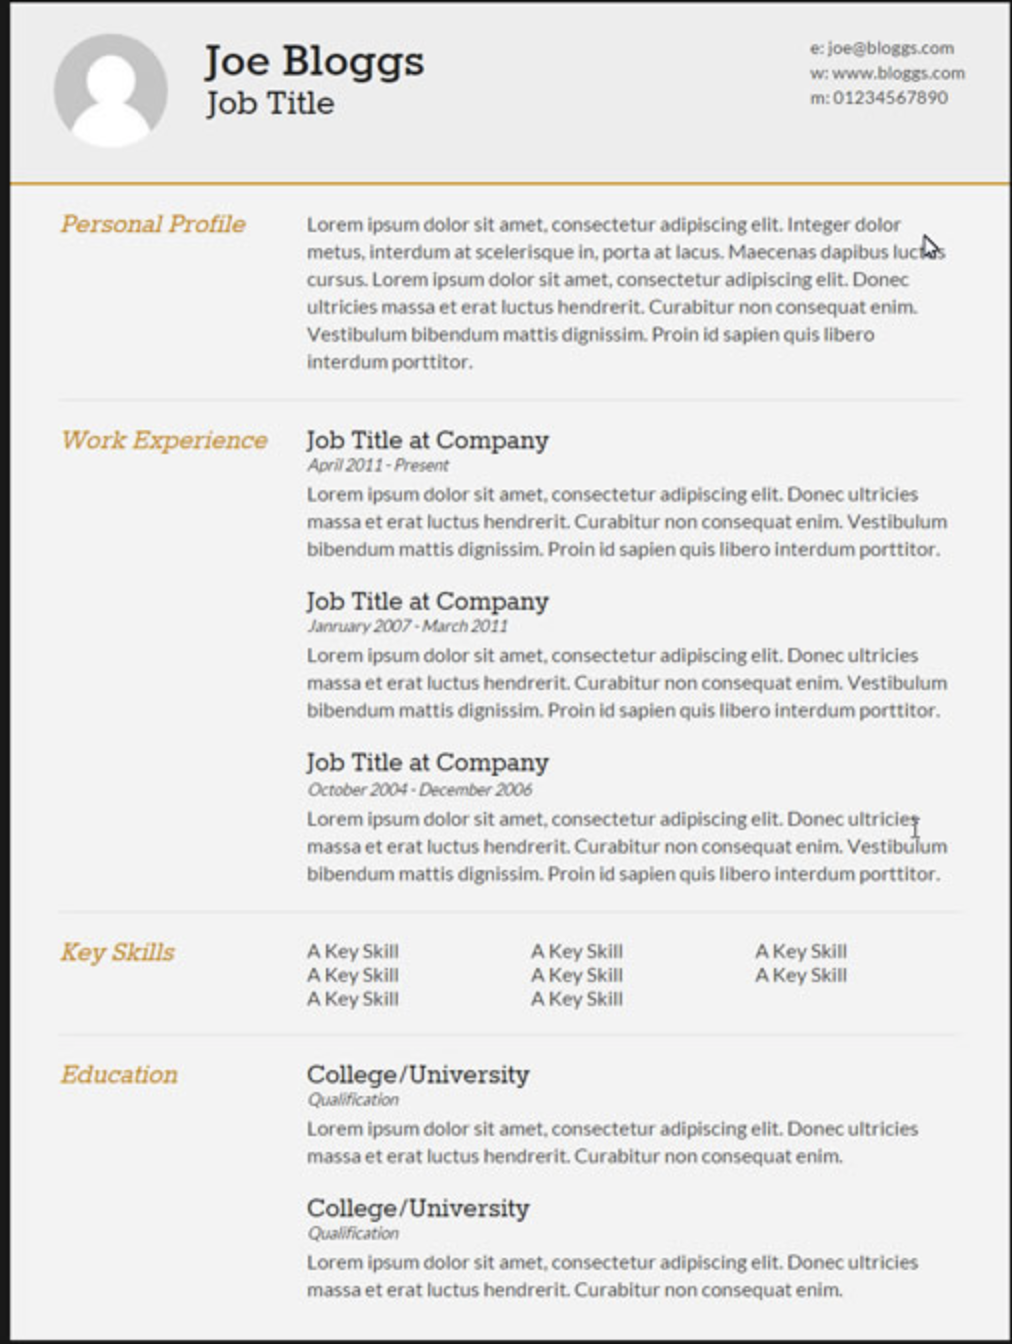 Joe Bloggs
Job Title
e: joe@bloggs.com
w: www.bloggs.com
m: 01234567890
Personal Profile
Lorem ipsum dolor sit amet, consectetur adipiscing elit. Integer dolor
metus, interdum at scelerisque in, porta at lacus. Maecenas dapibus luctus
cursus. Lorem ipsum dolor sit amet, consectetur adipiscing elit. Donec
ultricies massa et erat luctus hendrerit. Curabitur non consequat enim.
Vestibulum bibendum mattis dignissim. Proin id sapien quis libero
interdum porttitor.
Work Experience
Job Title at Company
April 2011 - Present
Lorem ipsum dolor sit amet, consectetur adipiscing elit. Donec ultricies
massa et erat luctus hendrerit. Curabitur non consequat enim. Vestibulum
bibendum mattis dignissim. Proin id sapien quis libero interdum porttitor.
Job Title at Company
Janruary 2007 - March 2011
Lorem ipsum dolor sit amet, consectetur adipiscing elit. Donec ultricies
massa et erat luctus hendrerit. Curabitur non consequat enim. Vestibulum
bibendum mattis dignissim. Proin id sapien quis libero interdum porttitor.
Job Title at Company
October 2004 - December 2006
Lorem ipsum dolor sit amet, consectetur adipiscing elit. Donec ultricies
massa et erat luctus hendrerit. Curabitur non consequat enim. Vestibulum
bibendum mattis dignissim. Proin id sapien quis libero interdum porttitor.
Key Skills
A Key Skill A Key Skill A Key Skill
A Key Skill A Key Skill A Key Skill
A Key Skill A Key Skill
Education
College/University
Qualification
Lorem ipsum dolor sit amet, consectetur adipiscing elit. Donec ultricies
massa et erat luctus hendrerit. Curabitur non consequat enim.
College/University
Qualification
Lorem ipsum dolor sit amet, consectetur adipiscing elit. Donec ultricies
massa et erat luctus hendrerit. Curabitur non consequat enim.